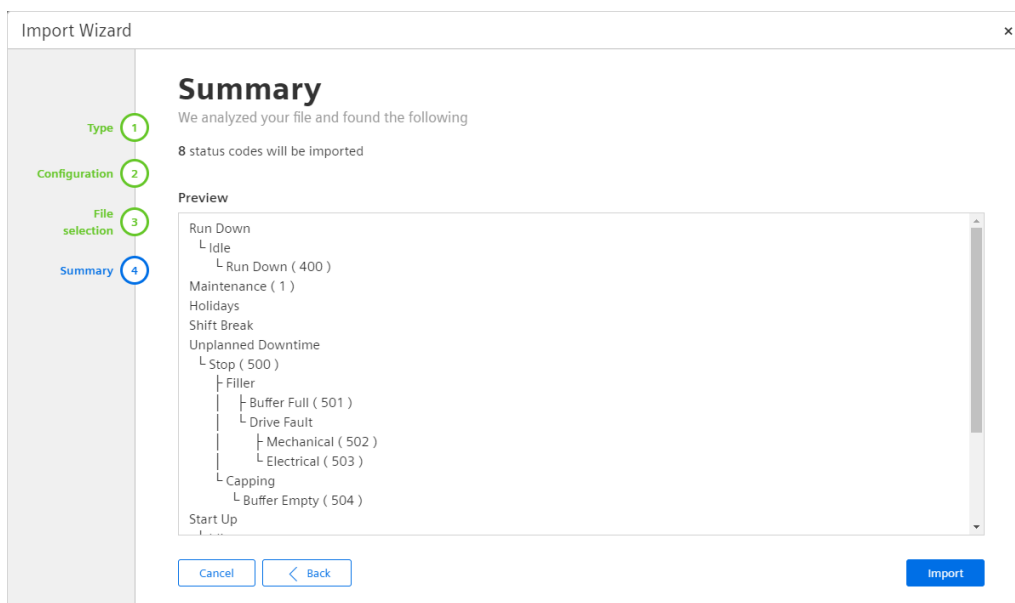 Import Wizard
×
Type 1
Configuration 2
File
selection 3
Summary 4
Summary
We analyzed your file and found the following
8 status codes will be imported
Preview
Run Down
└ Idle
└ Run Down ( 400 )
Maintenance ( 1 )
Holidays
Shift Break
Unplanned Downtime
└ Stop ( 500 )
├ Filler
│ ├ Buffer Full ( 501 )
│ └ Drive Fault
│ ├ Mechanical ( 502 )
│ └ Electrical ( 503 )
└ Capping
└ Buffer Empty ( 504 )
Start Up
Cancel
Back
Import